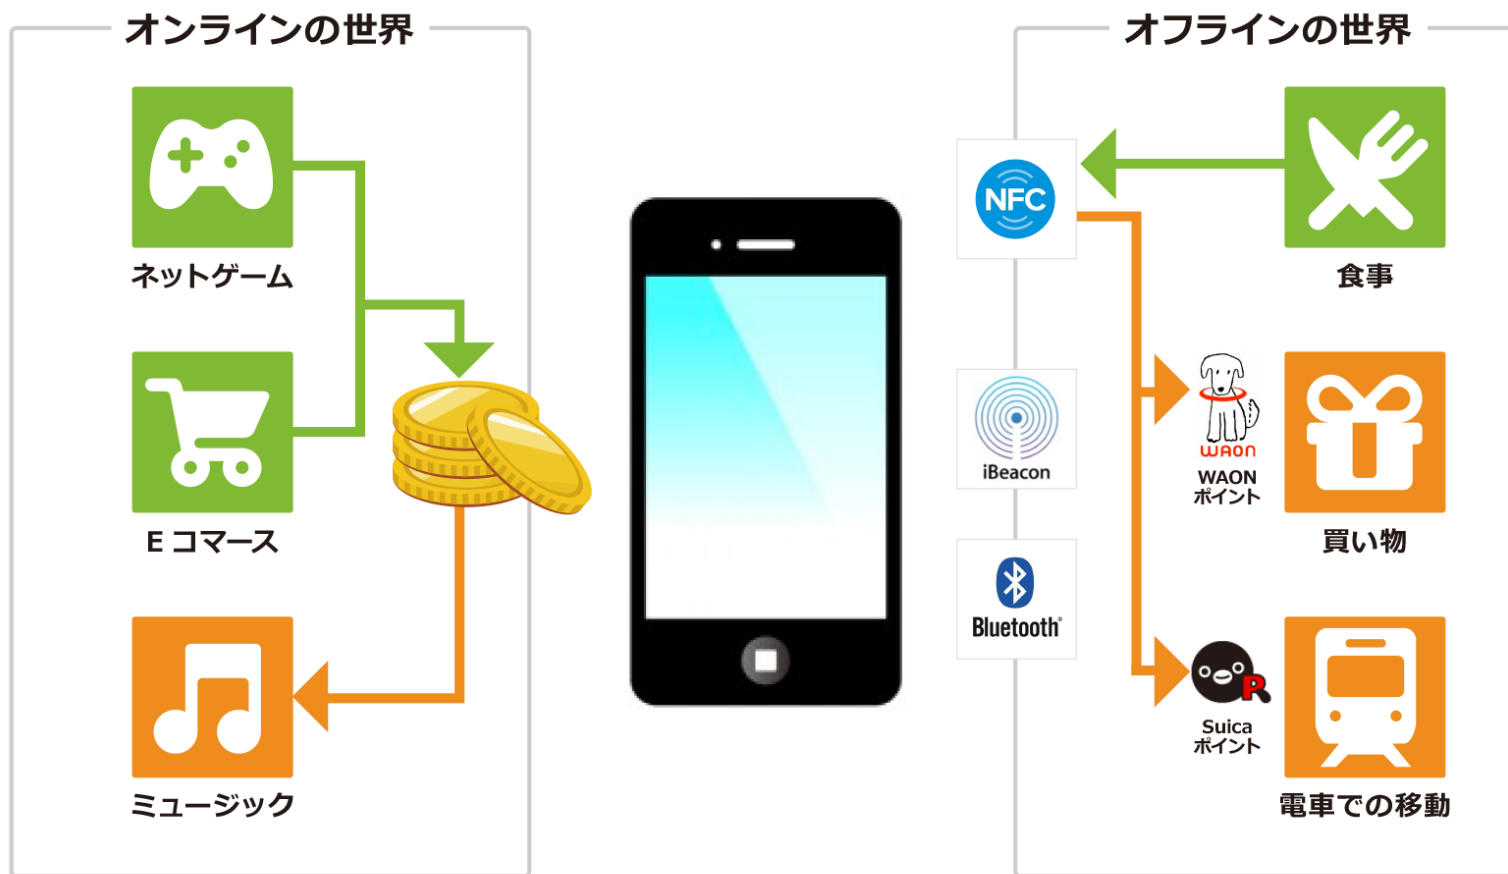 オンラインの世界
ネットゲーム
E コマース
ミュージック
オフラインの世界
NFC
食事
iBeacon
WAON
WAON
ポイント
買い物
Bluetooth®
R
Suica
ポイント
電車での移動